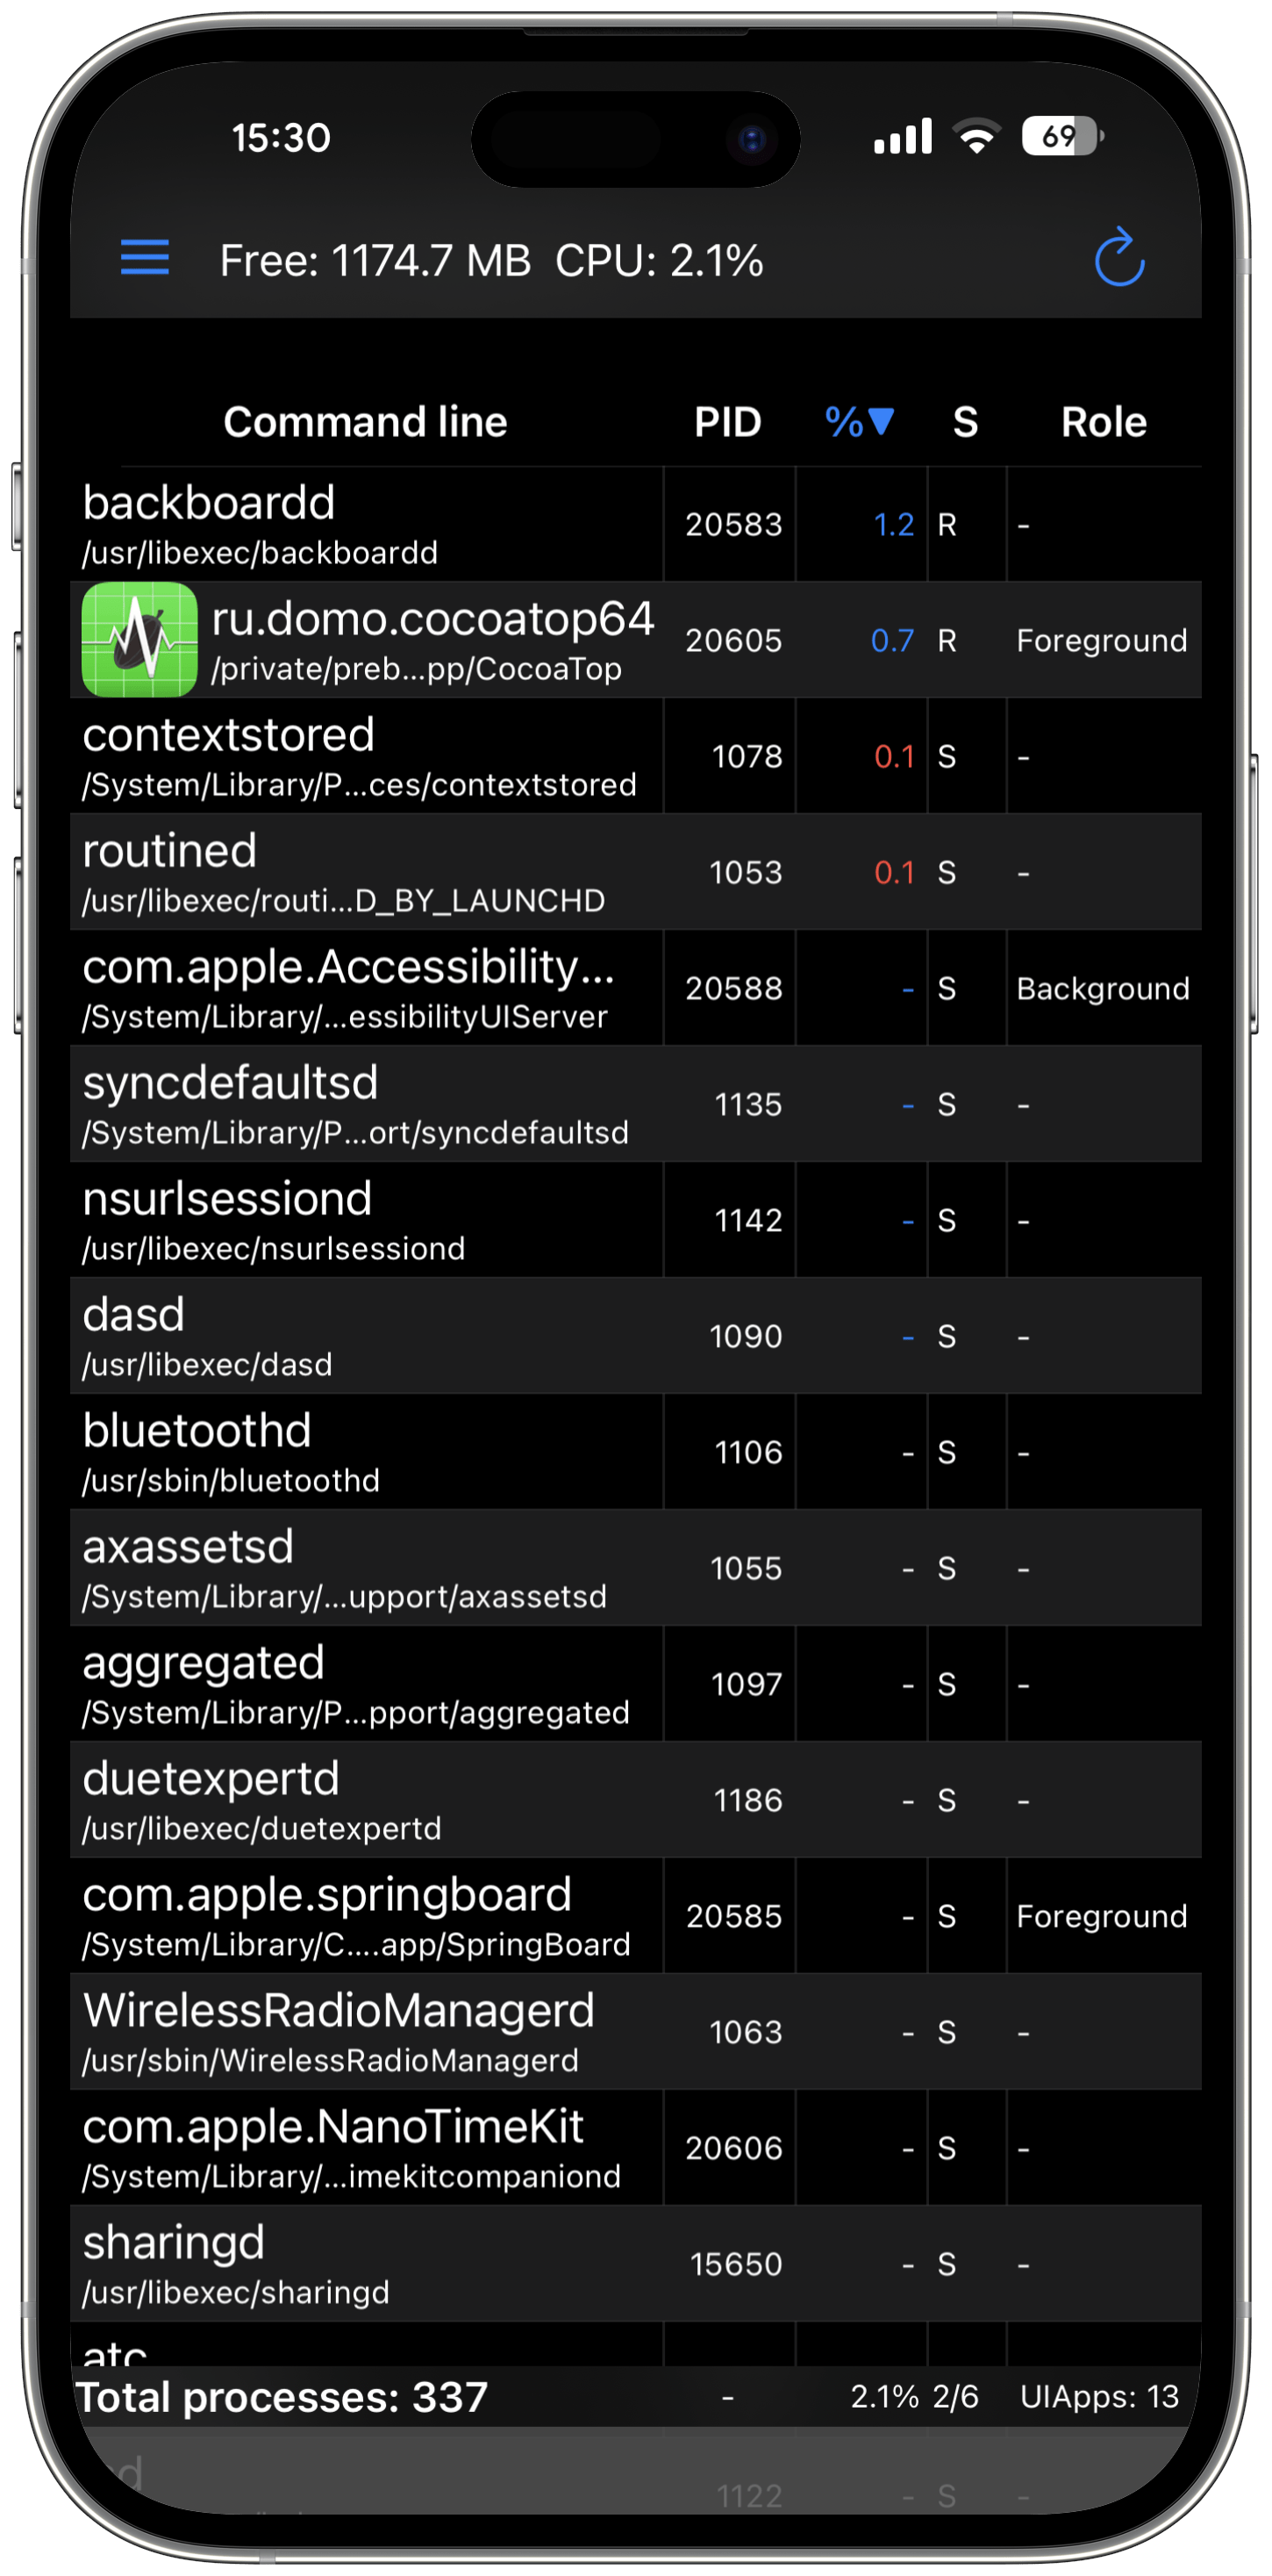 15:30 69
Free: 1174.7 MB CPU: 2.1%
Command line PID %▼ S Role
backboardd
/usr/libexec/backboardd 20583 1.2 R -
ru.domo.cocoatop64
/private/preb...pp/CocoaTop 20605 0.7 R Foreground
contextstored
/System/Library/P...ces/contextstored 1078 0.1 S -
routined
/usr/libexec/routi...D_BY_LAUNCHD 1053 0.1 S -
com.apple.Accessibility...
/System/Library/...essibilityUIServer 20588 - S Background
syncdefaultsd
/System/Library/P...ort/syncdefaultsd 1135 - S -
nsurlsessiond
/usr/libexec/nsurlsessiond 1142 - S -
dasd
/usr/libexec/dasd 1090 - S -
bluetoothd
/usr/sbin/bluetoothd 1106 - S -
axassetsd
/System/Library/...upport/axassetsd 1055 - S -
aggregated
/System/Library/P...pport/aggregated 1097 - S -
duetexpertd
/usr/libexec/duetexpertd 1186 - S -
com.apple.springboard
/System/Library/C....app/SpringBoard 20585 - S Foreground
WirelessRadioManagerd
/usr/sbin/WirelessRadioManagerd 1063 - S -
com.apple.NanoTimeKit
/System/Library/...imekitcompaniond 20606 - S -
sharingd
/usr/libexec/sharingd 15650 - S -
atc
Total processes: 337 - 2.1% 2/6 UIApps: 13
1122 - S -